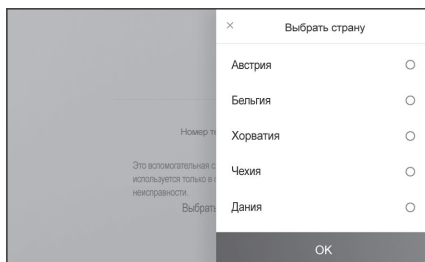 Выбрать страну
Австрия
Бельгия
Хорватия
Чехия
Дания
OK
Номер
Это вспомогательная
используется только в
неисправности.
Выбрать